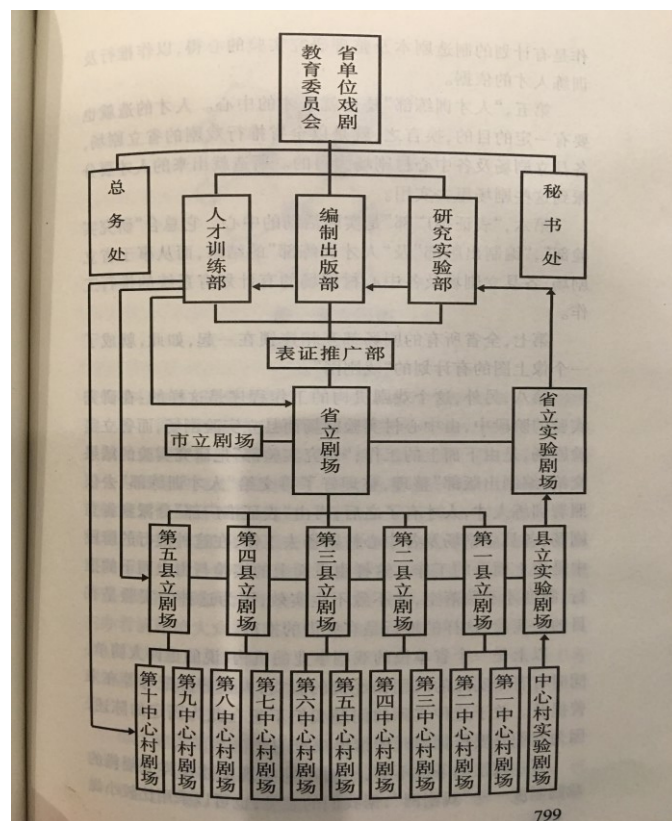 省单位戏剧
教育委员会
秘书处
总务处
研究实验部
编制出版部
人才训练部
表证推广部
省立实验剧场
省立剧场
市立剧场
县立实验剧场
第一县立剧场
第二县立剧场
第三县立剧场
第四县立剧场
第五县立剧场
中心村实验剧场
第一中心村剧场
第二中心村剧场
第三中心村剧场
第四中心村剧场
第五中心村剧场
第六中心村剧场
第七中心村剧场
第八中心村剧场
第九中心村剧场
第十中心村剧场
799